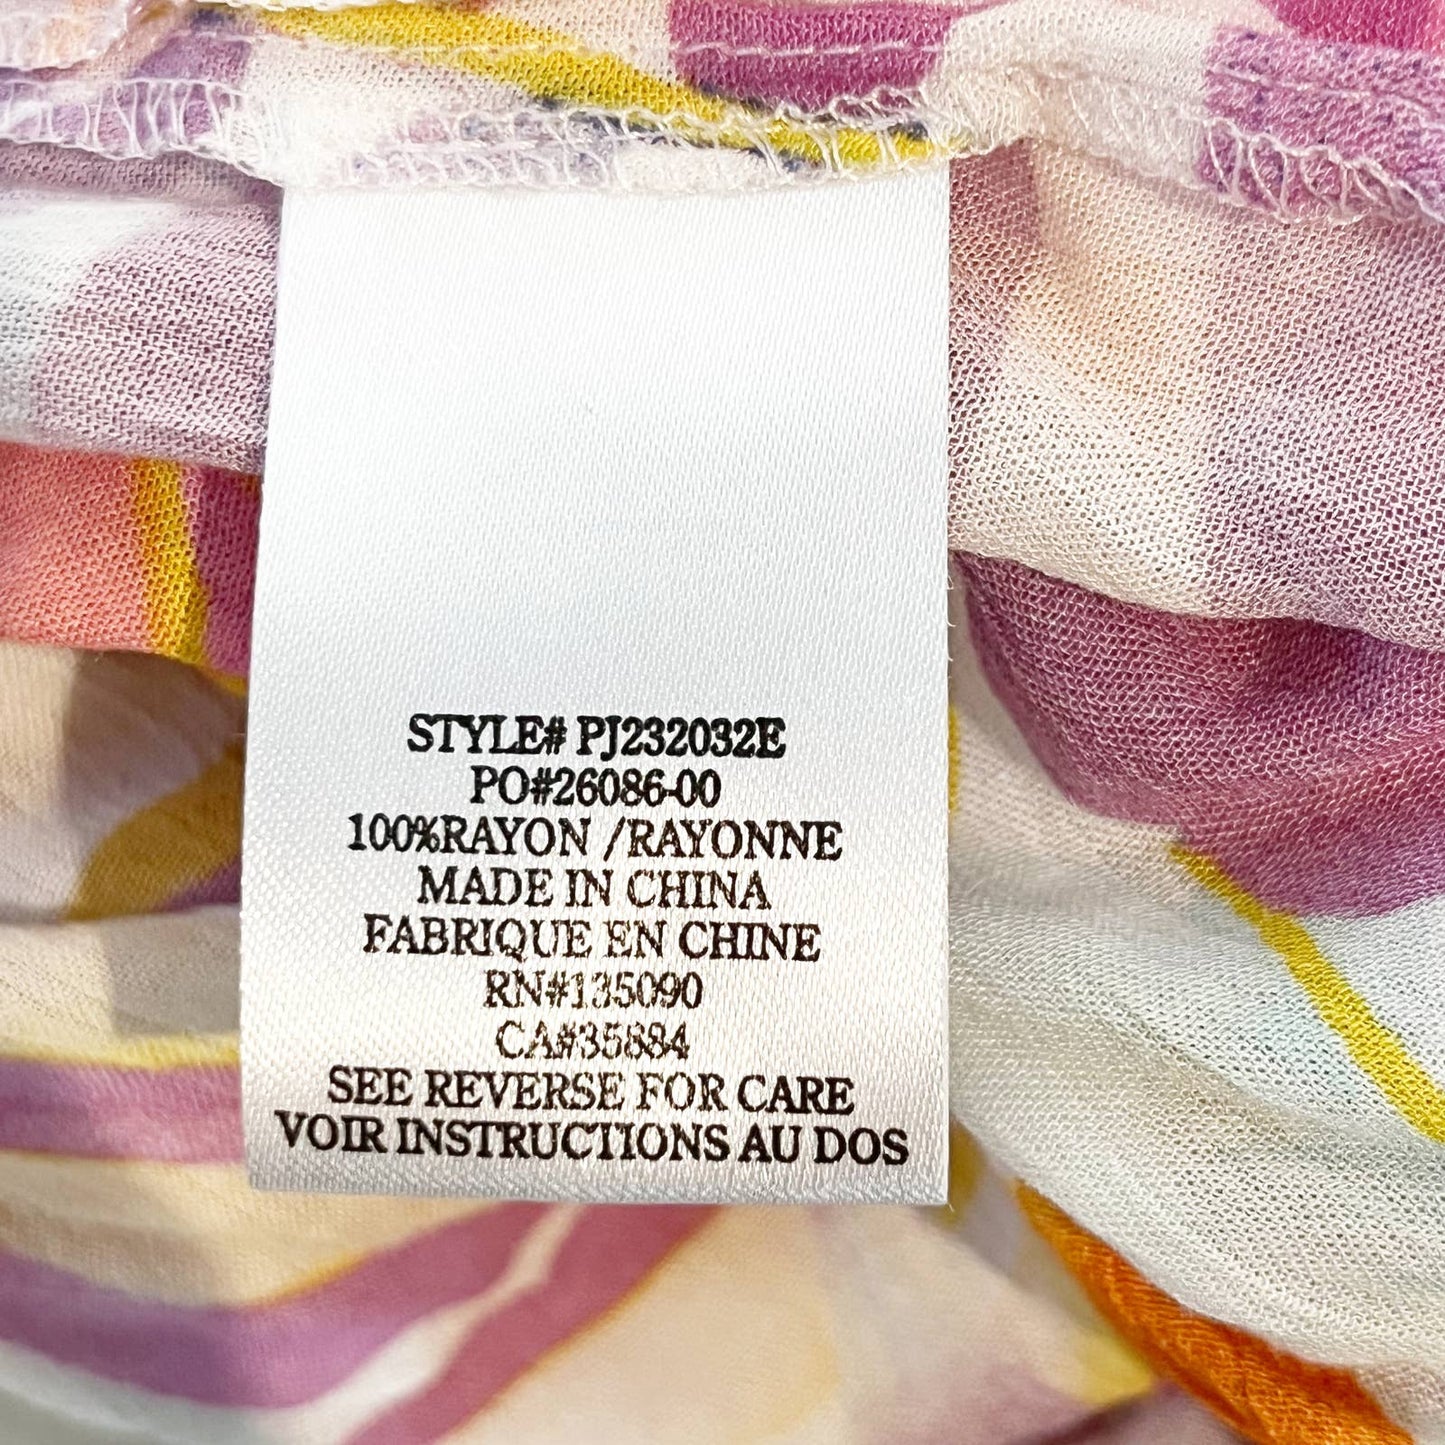 STYLE# PJ232032E
PO#26086-00
100%RAYON /RAYONNE
MADE IN CHINA
FABRIQUE EN CHINE
RN#135090
CA#35884
SEE REVERSE FOR CARE
VOIR INSTRUCTIONS AU DOS